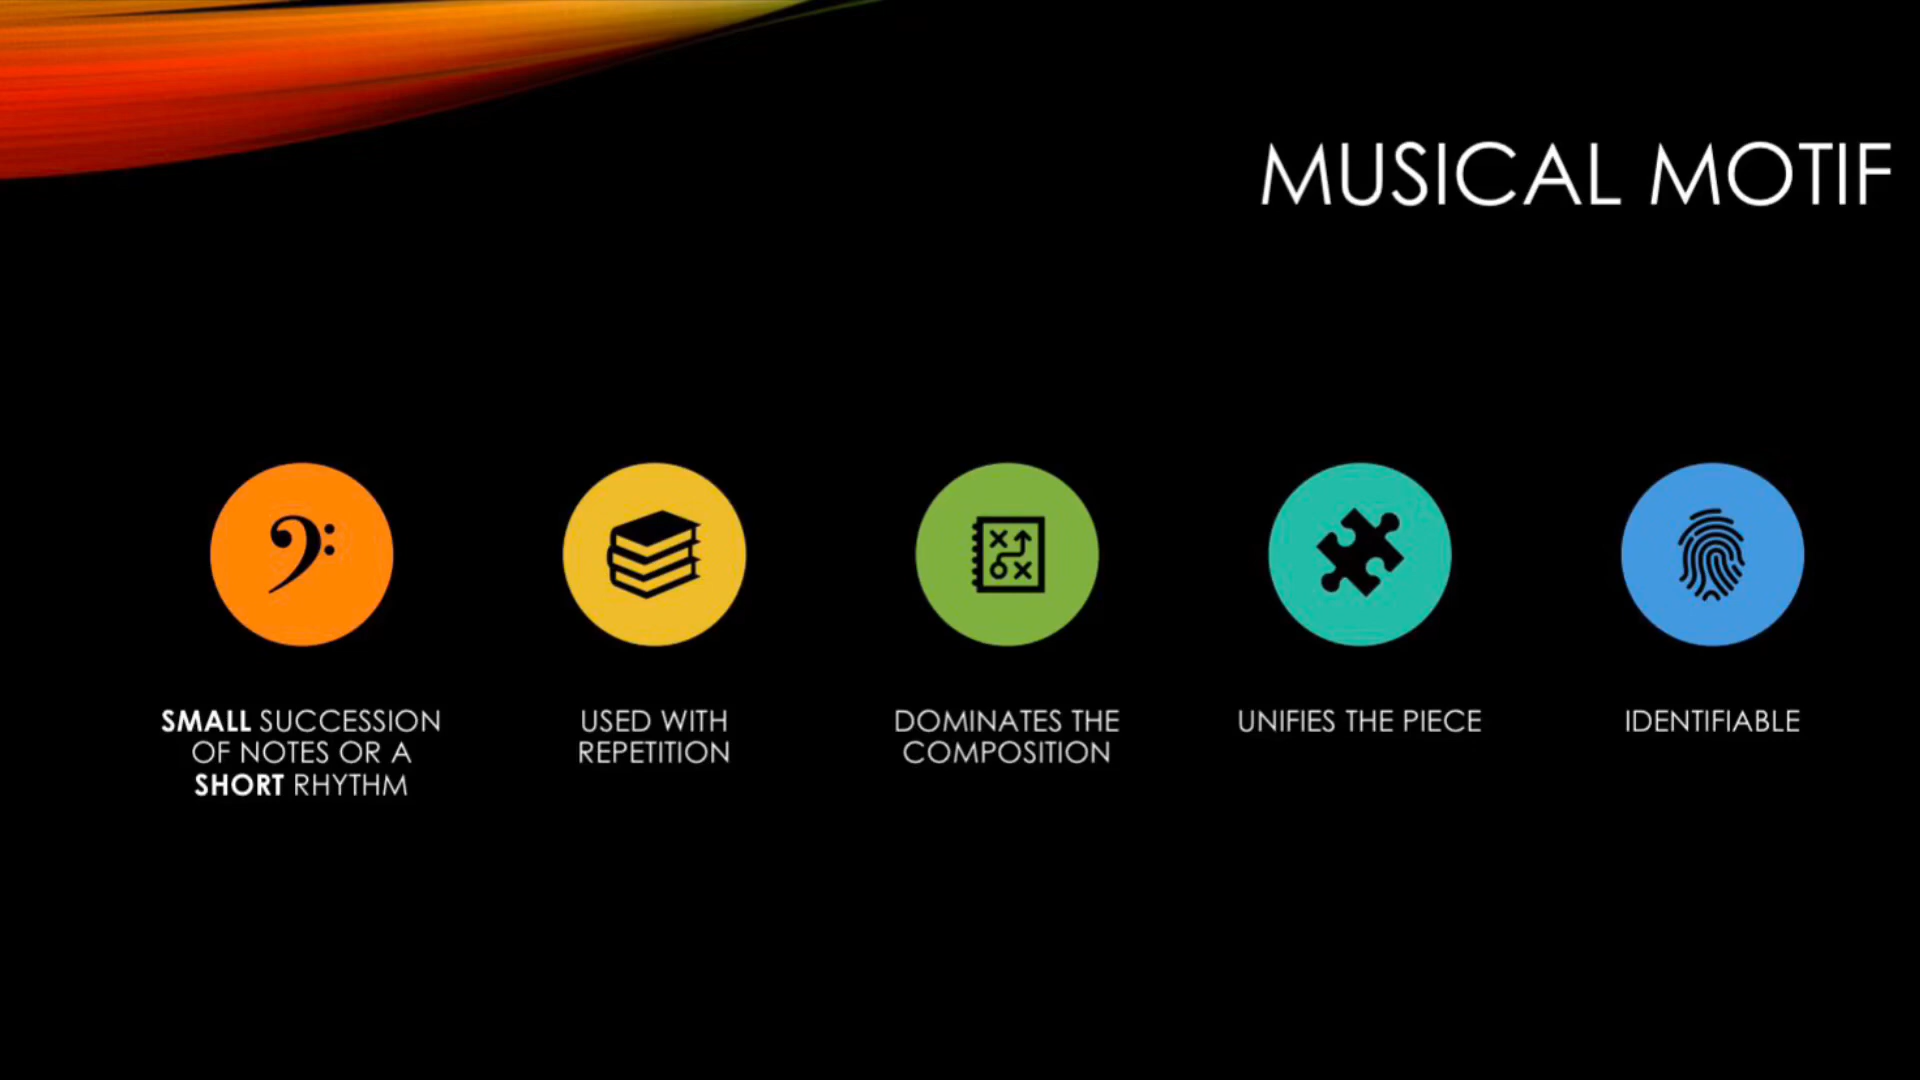 MUSICAL MOTIF
SMALL SUCCESSION
OF NOTES OR A
SHORT RHYTHM
USED WITH
REPETITION
DOMINATES THE
COMPOSITION
UNIFIES THE PIECE
IDENTIFIABLE